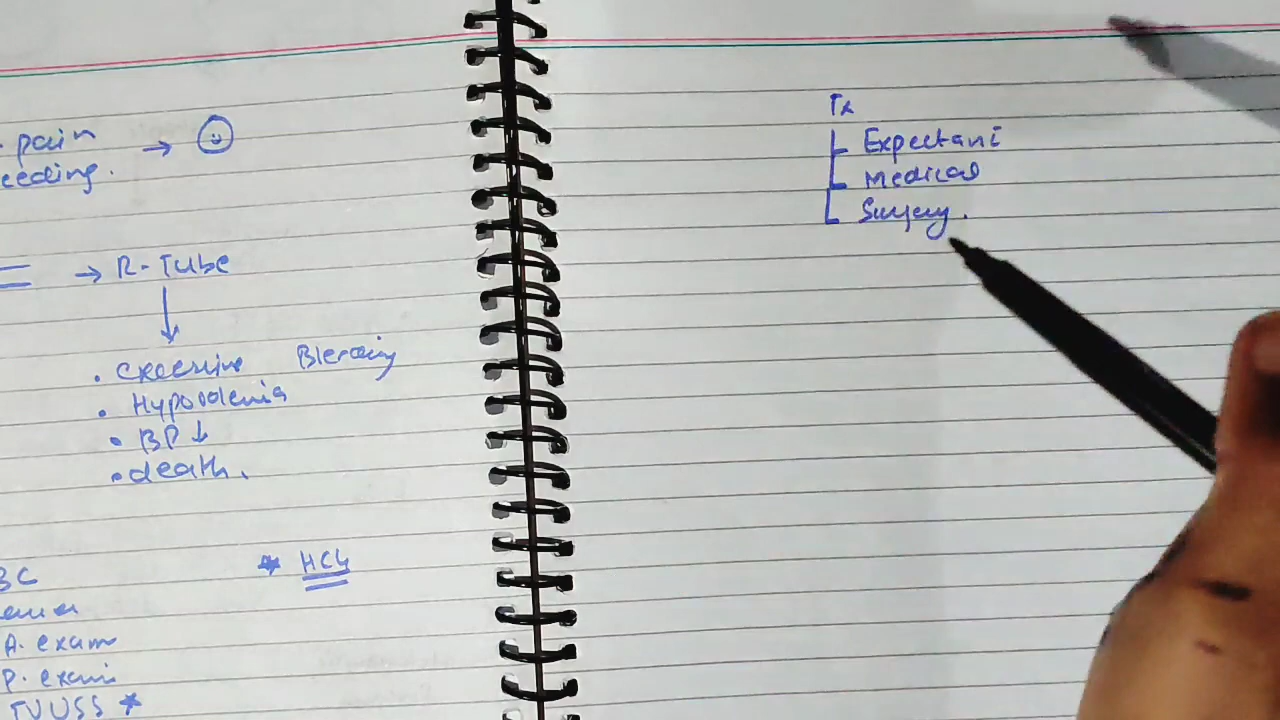 . pain
eeding.
→ R-Tube
. excessive Bleeding
. Hypovolemia
. BP ↓
. death.
BC
* HCG
A. exam
P. exam
TVUSS *
Tx
Expectant
Medical
Surgery.